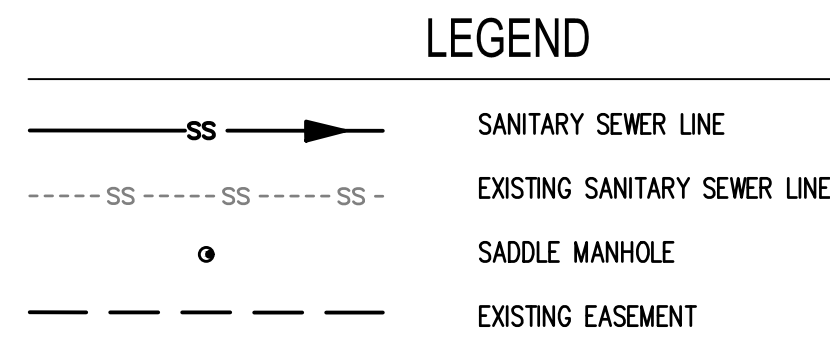 LEGEND
SS SANITARY SEWER LINE
SS SS SS EXISTING SANITARY SEWER LINE
SADDLE MANHOLE
EXISTING EASEMENT